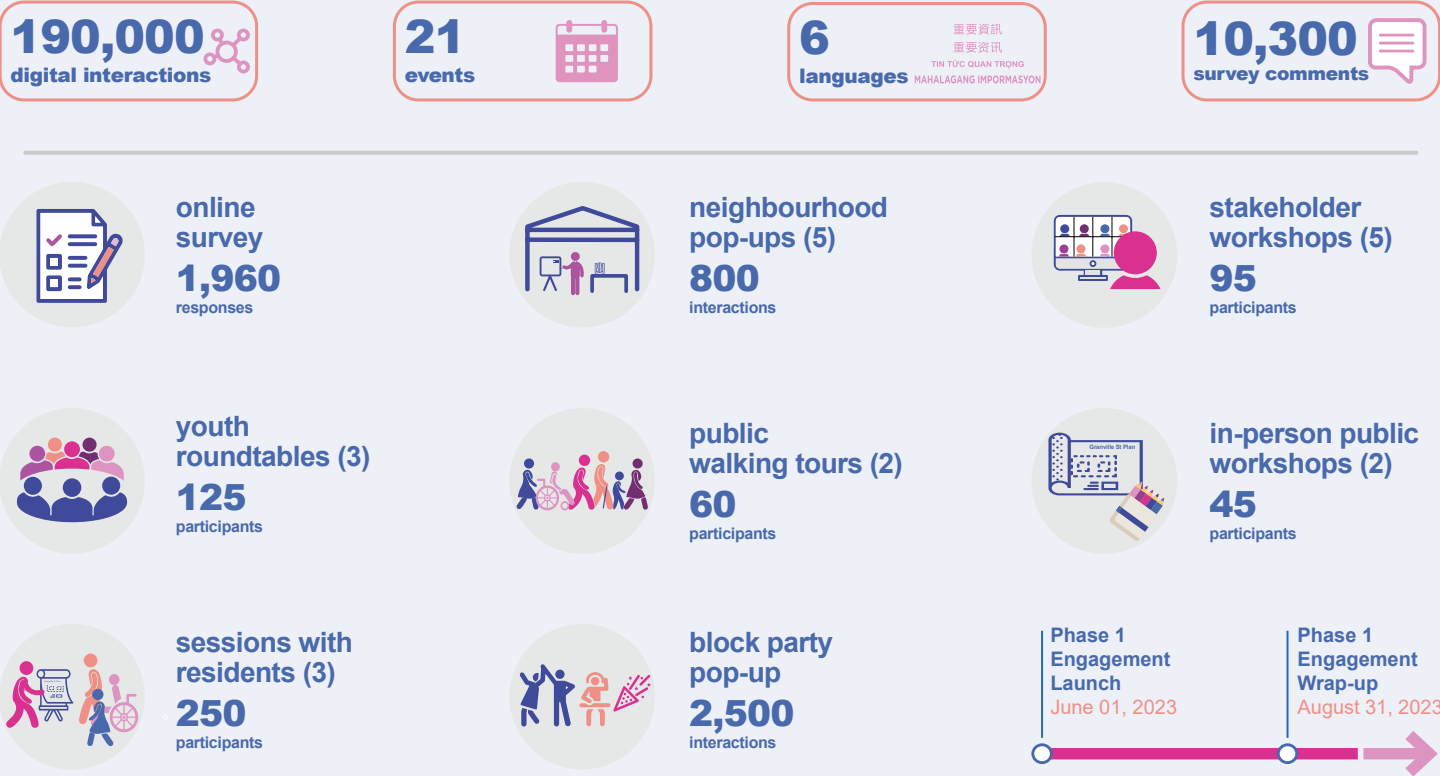 190,000
digital interactions
21
events
6
languages
重要資訊
重要资讯
TIN TỨC QUAN TRỌNG
MAHALAGANG IMPORMASYON
10,300
survey comments
online
survey
1,960
responses
neighbourhood
pop-ups (5)
800
interactions
stakeholder
workshops (5)
95
participants
youth
roundtables (3)
125
participants
public
walking tours (2)
60
participants
Granville St Plan
in-person public
workshops (2)
45
participants
sessions with
residents (3)
250
participants
block party
pop-up
2,500
interactions
Phase 1
Engagement
Launch
June 01, 2023
Phase 1
Engagement
Wrap-up
August 31, 2023